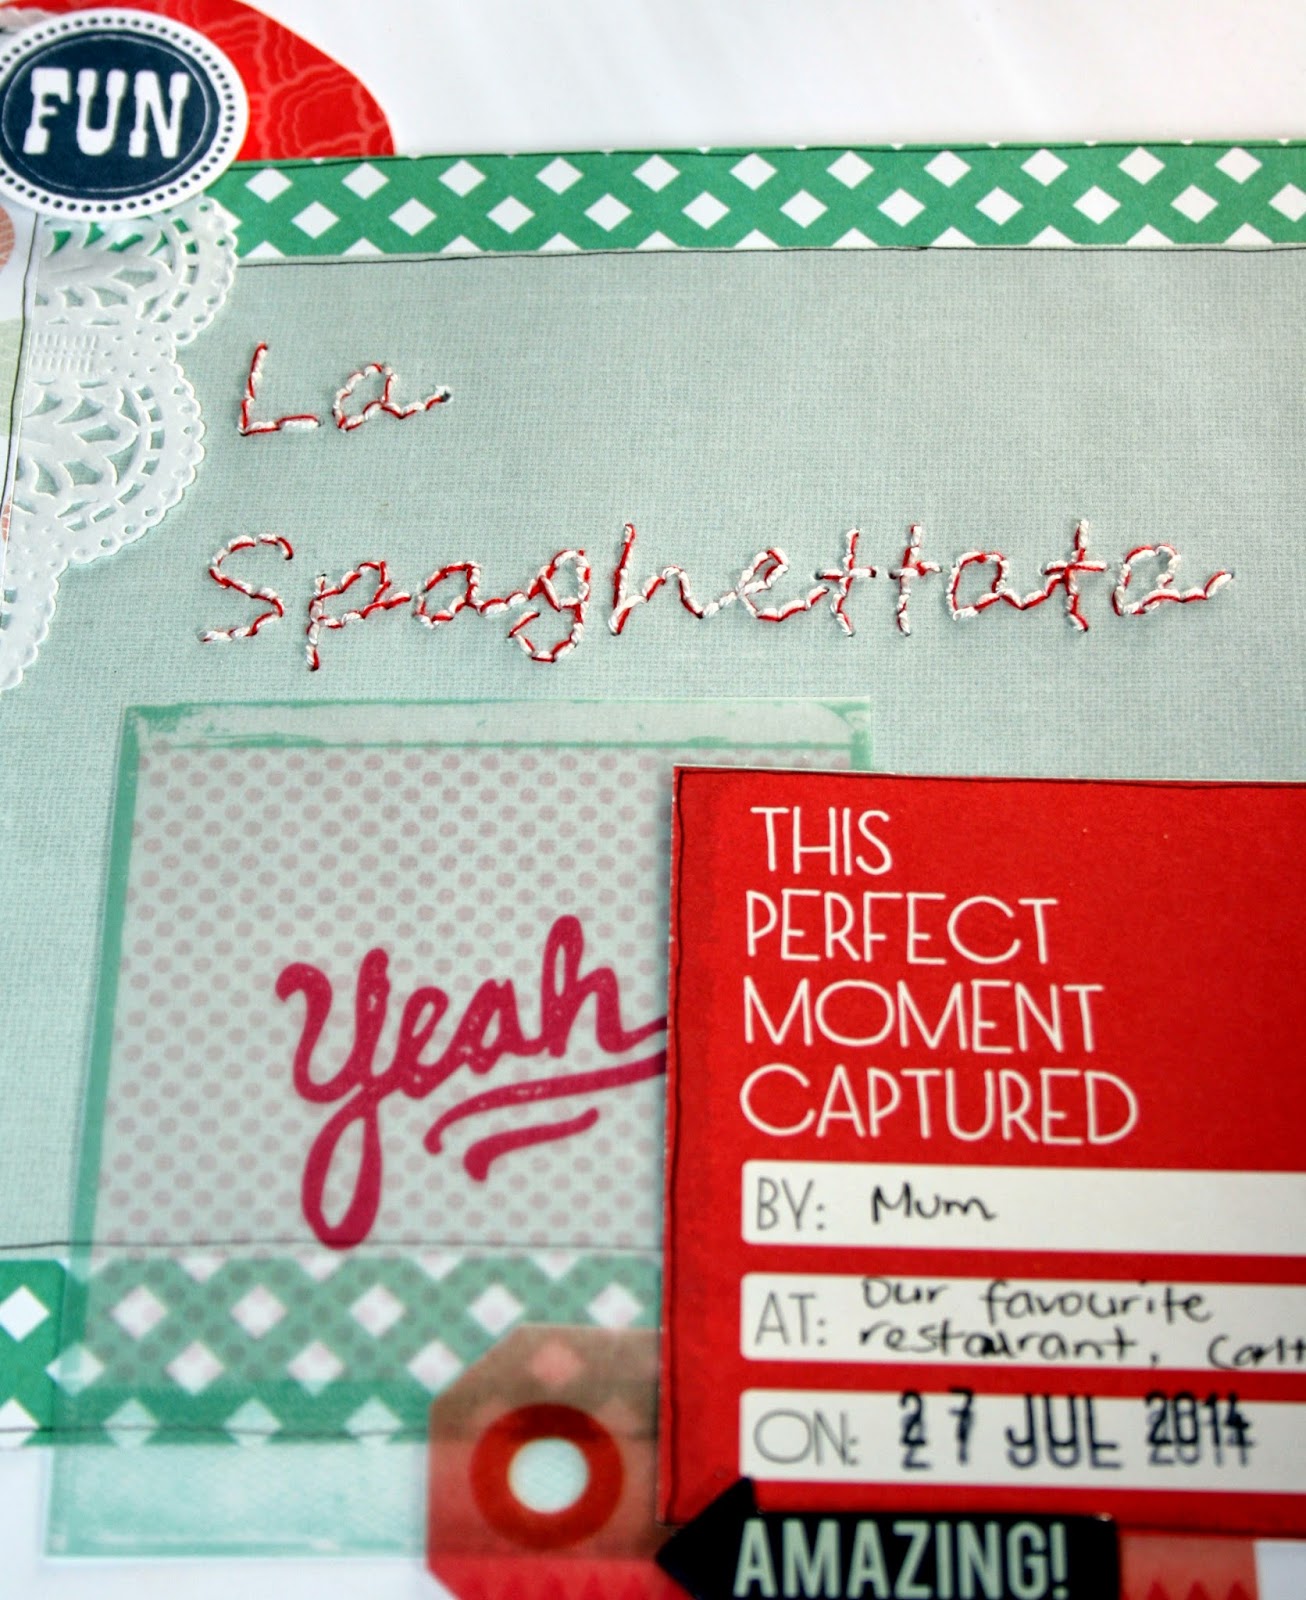 FUN
La
Spaghettata
yeah
THIS
PERFECT
MOMENT
CAPTURED
BY: Mum
AT: Our favourite
restaurant,
ON: 27 JUL 2014
AMAZING!